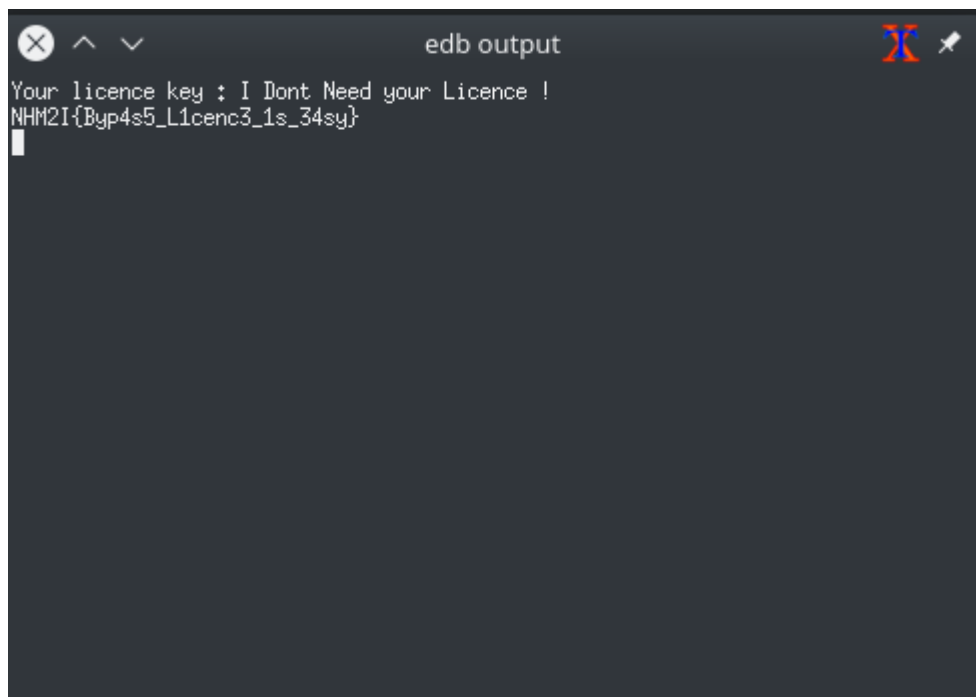 edb output
Your licence key : I Dont Need your Licence !
NHM2I{Byp4s5_L1cenc3_1s_34sy}